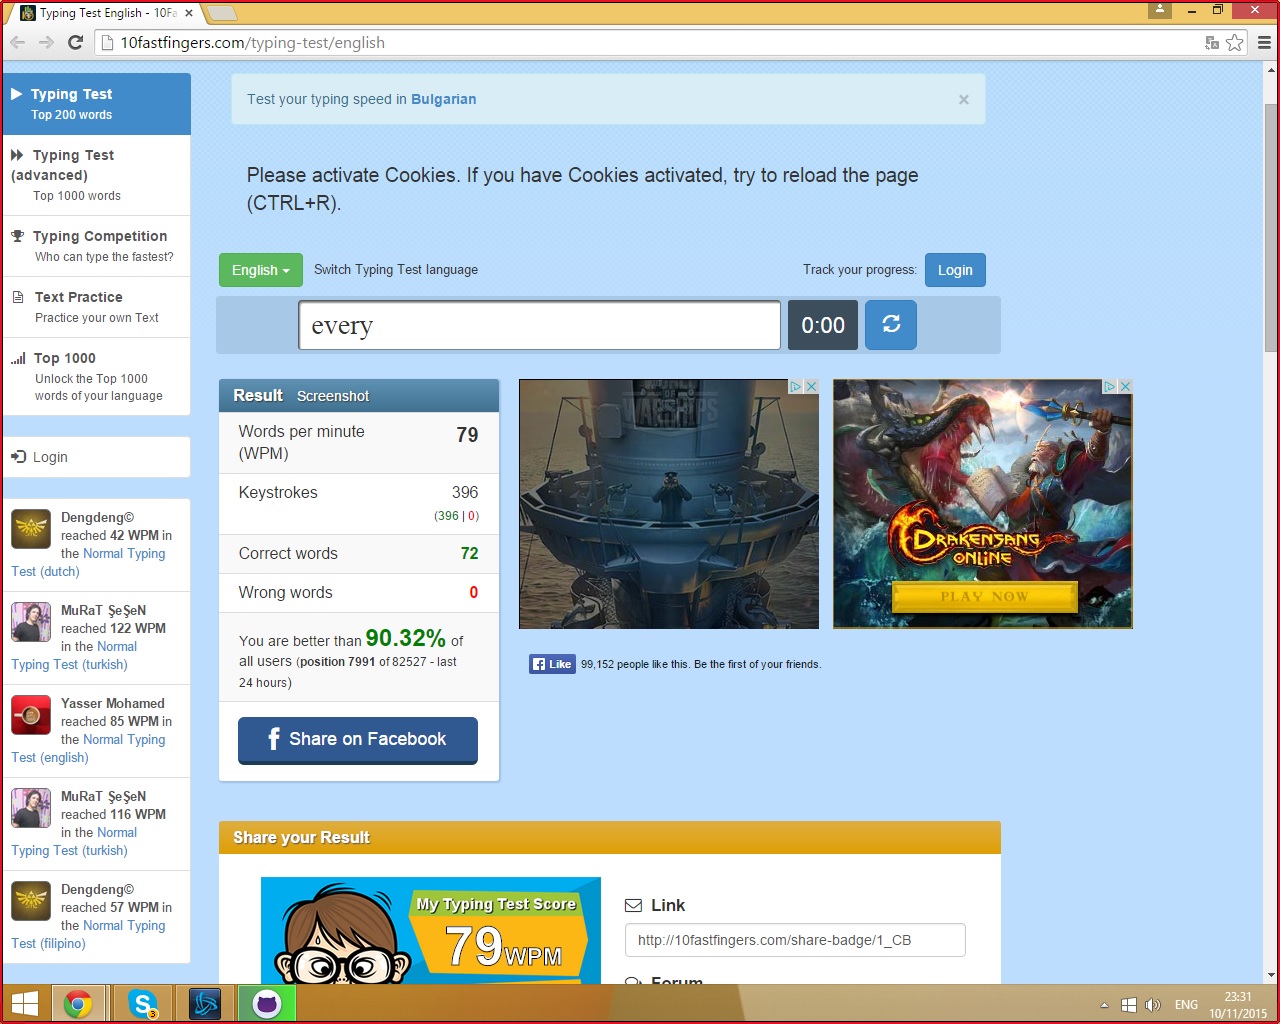 Typing Test English - 10Fa
10fastfingers.com/typing-test/english
Typing Test
Top 200 words
Typing Test
(advanced)
Top 1000 words
Typing Competition
Who can type the fastest?
Text Practice
Practice your own Text
Top 1000
Unlock the Top 1000
words of your language
Login
Dengdeng©
reached 42 WPM in
the Normal Typing
Test (dutch)
MuRaT ŞeŞeN
reached 122 WPM
in the Normal
Typing Test (turkish)
Yasser Mohamed
reached 85 WPM in
the Normal Typing
Test (english)
MuRaT ŞeŞeN
reached 116 WPM
in the Normal
Typing Test (turkish)
Dengdeng©
reached 57 WPM in
the Normal Typing
Test (filipino)
Test your typing speed in Bulgarian
×
Please activate Cookies. If you have Cookies activated, try to reload the page
(CTRL+R).
English
Switch Typing Test language
Track your progress:
Login
every
0:00
Result Screenshot
Words per minute
(WPM)
79
Keystrokes
396
(396 | 0)
Correct words
72
Wrong words
0
You are better than 90.32% of
all users (position 7991 of 82527 - last
24 hours)
Share on Facebook
WARSHIPS
DRAKENSANG
ONLINE
PLAY NOW
Like
99,152 people like this. Be the first of your friends.
Share your Result
My Typing Test Score
79 WPM
Link
http://10fastfingers.com/share-badge/1_CB
Forum
3
ENG
23:31
10/11/2015